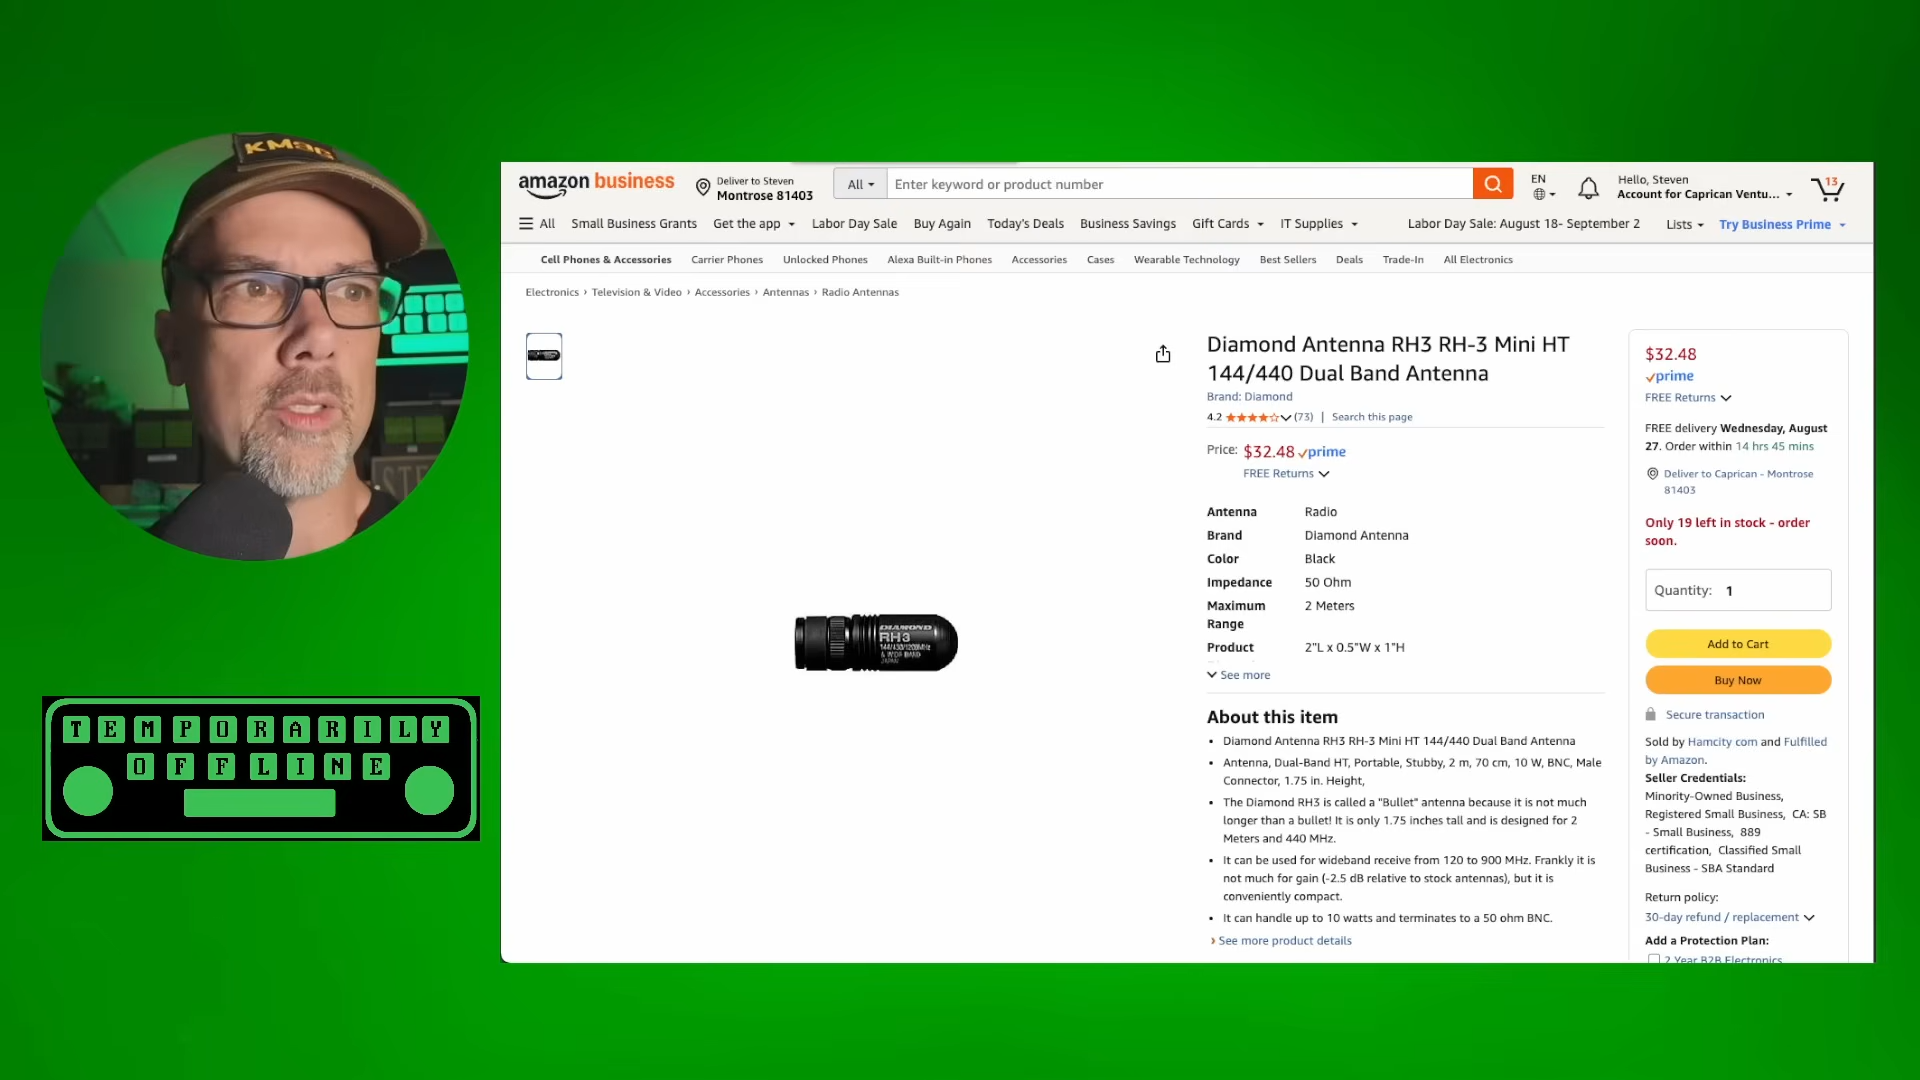 KM9G
TEMPORARILY
OFFLINE
amazon business
Deliver to Steven
Montrose 81403
All
Enter keyword or product number
EN
Hello, Steven
Account for Caprican Ventu...
13
All
Small Business Grants
Get the app
Labor Day Sale
Buy Again
Today's Deals
Business Savings
Gift Cards
IT Supplies
Labor Day Sale: August 18- September 2
Lists
Try Business Prime
Cell Phones & Accessories
Carrier Phones
Unlocked Phones
Alexa Built-in Phones
Accessories
Cases
Wearable Technology
Best Sellers
Deals
Trade-In
All Electronics
Electronics › Television & Video › Accessories › Antennas › Radio Antennas
DIAMOND
RH3
144/430/1200MHz
& WIDE BAND
JAPAN
Diamond Antenna RH3 RH-3 Mini HT
144/440 Dual Band Antenna
Brand: Diamond
4.2 (73) | Search this page
Price: $32.48 prime
FREE Returns
Antenna Radio
Brand Diamond Antenna
Color Black
Impedance 50 Ohm
Maximum 2 Meters
Range
Product 2"L x 0.5"W x 1"H
See more
About this item
• Diamond Antenna RH3 RH-3 Mini HT 144/440 Dual Band Antenna
• Antenna, Dual-Band HT, Portable, Stubby, 2 m, 70 cm, 10 W, BNC, Male
Connector, 1.75 in. Height,
• The Diamond RH3 is called a "Bullet" antenna because it is not much
longer than a bullet! It is only 1.75 inches tall and is designed for 2
Meters and 440 MHz.
• It can be used for wideband receive from 120 to 900 MHz. Frankly it is
not much for gain (-2.5 dB relative to stock antennas), but it is
conveniently compact.
• It can handle up to 10 watts and terminates to a 50 ohm BNC.
› See more product details
$32.48
prime
FREE Returns
FREE delivery Wednesday, August
27. Order within 14 hrs 45 mins
Deliver to Caprican - Montrose
81403
Only 19 left in stock - order
soon.
Quantity: 1
Add to Cart
Buy Now
Secure transaction
Sold by Hamcity com and Fulfilled
by Amazon.
Seller Credentials:
Minority-Owned Business,
Registered Small Business, CA: SB
- Small Business, 889
certification, Classified Small
Business - SBA Standard
Return policy:
30-day refund / replacement
Add a Protection Plan:
2 Year B2B Electronics